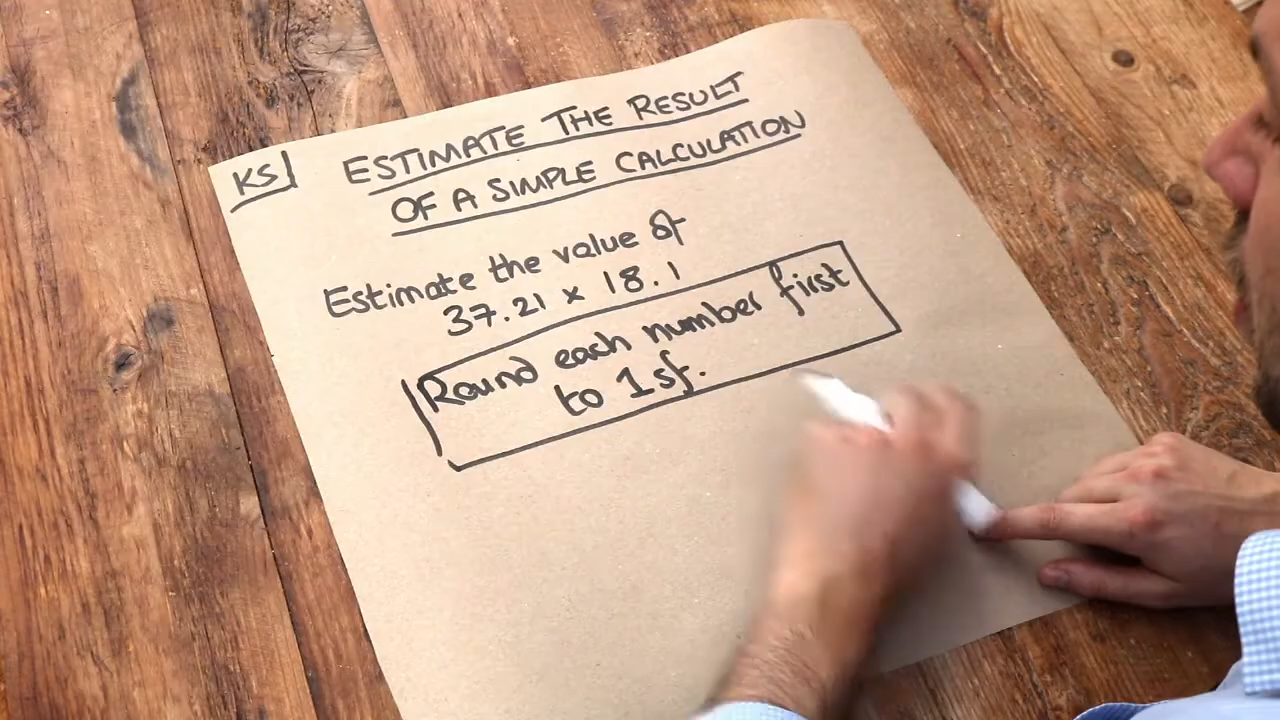 KS1
ESTIMATE THE RESULT
OF A SIMPLE CALCULATION
Estimate the value of
37.21 x 18.1
Round each number first
to 1sf.